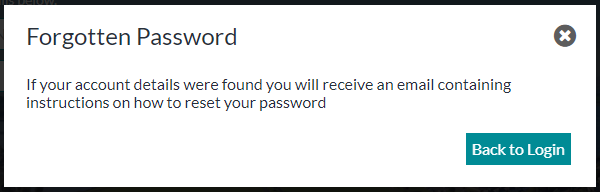 Forgotten Password
If your account details were found you will receive an email containing
instructions on how to reset your password
Back to Login